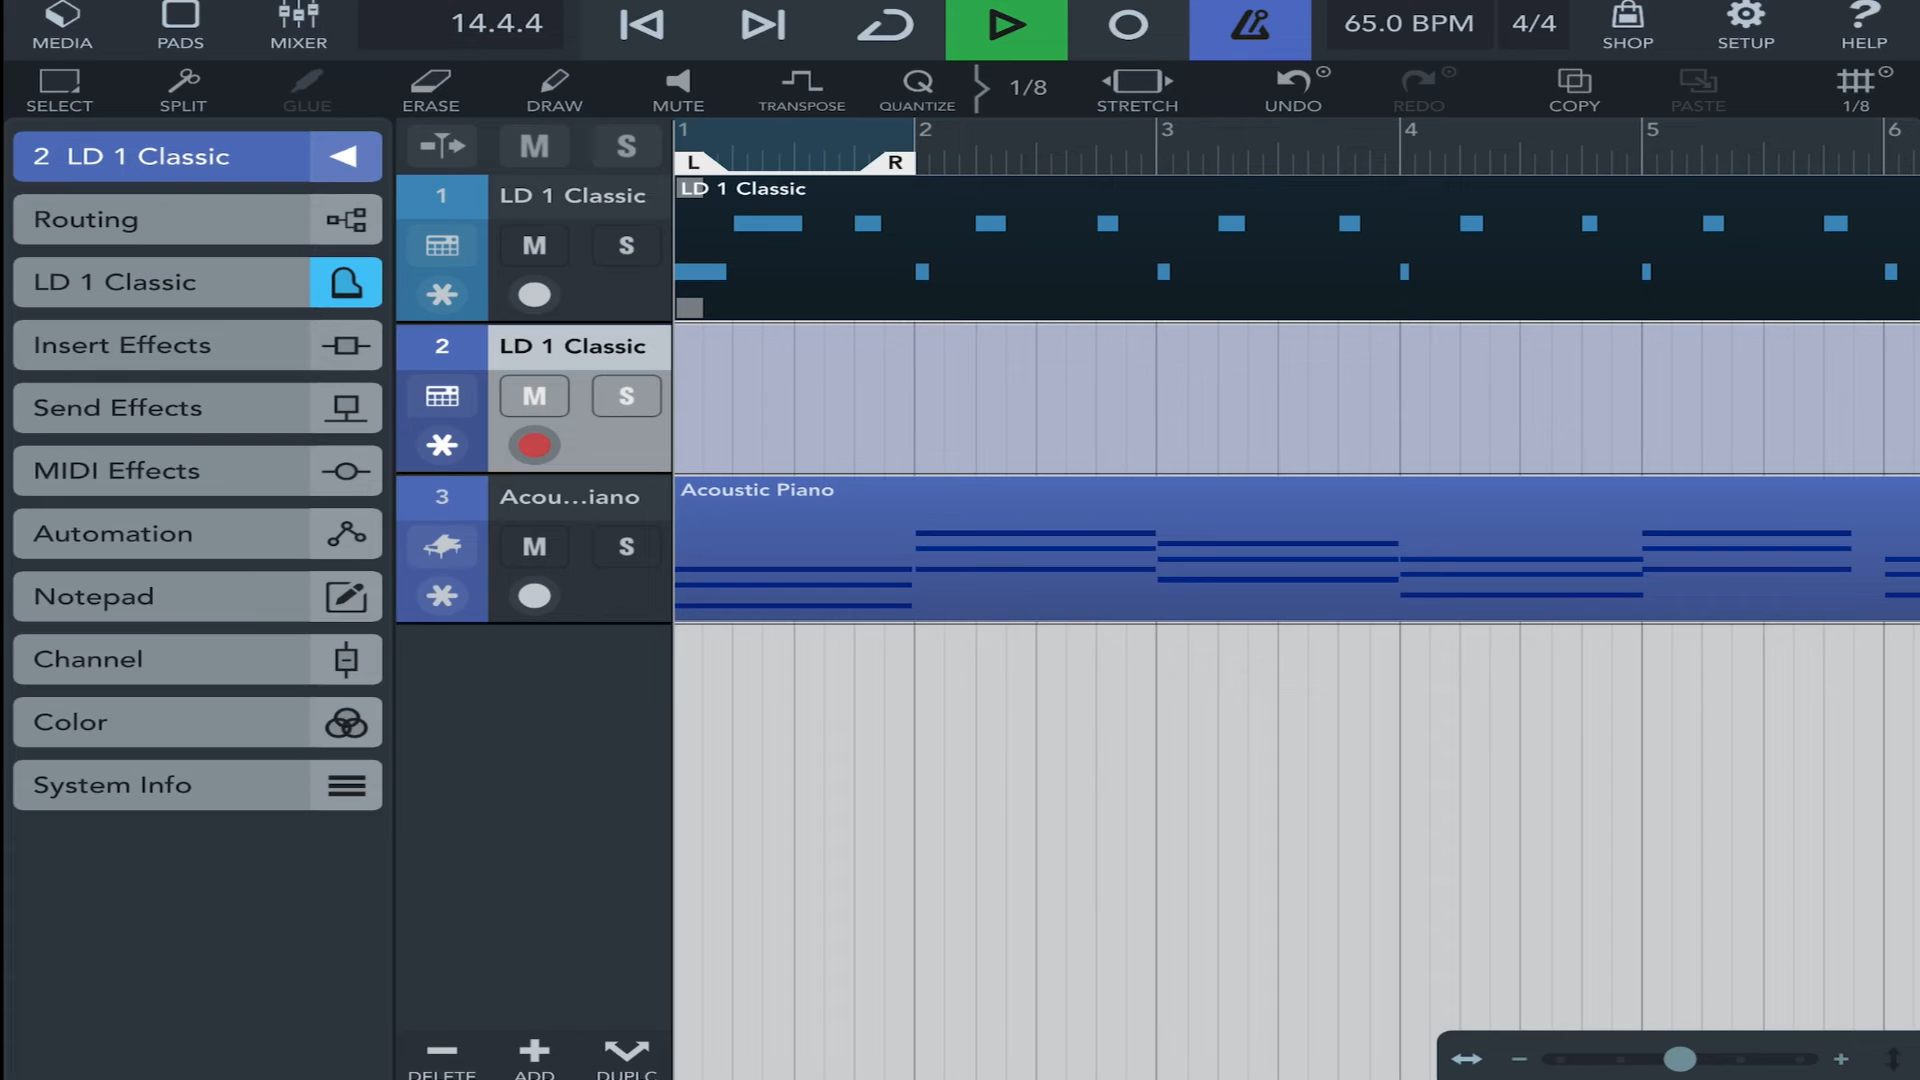 MEDIA
PADS
MIXER
14.4.4
65.0 BPM
4/4
SHOP
SETUP
HELP
SELECT
SPLIT
GLUE
ERASE
DRAW
MUTE
TRANSPOSE
QUANTIZE
1/8
STRETCH
UNDO
REDO
COPY
PASTE
1/8
2 LD 1 Classic
Routing
LD 1 Classic
Insert Effects
Send Effects
MIDI Effects
Automation
Notepad
Channel
Color
System Info
M S
1 LD 1 Classic
M S
2 LD 1 Classic
M S
3 Acou...iano
M S
1 2 3 4 5 6
L R
LD 1 Classic
Acoustic Piano
DELETE
ADD
DUPLC